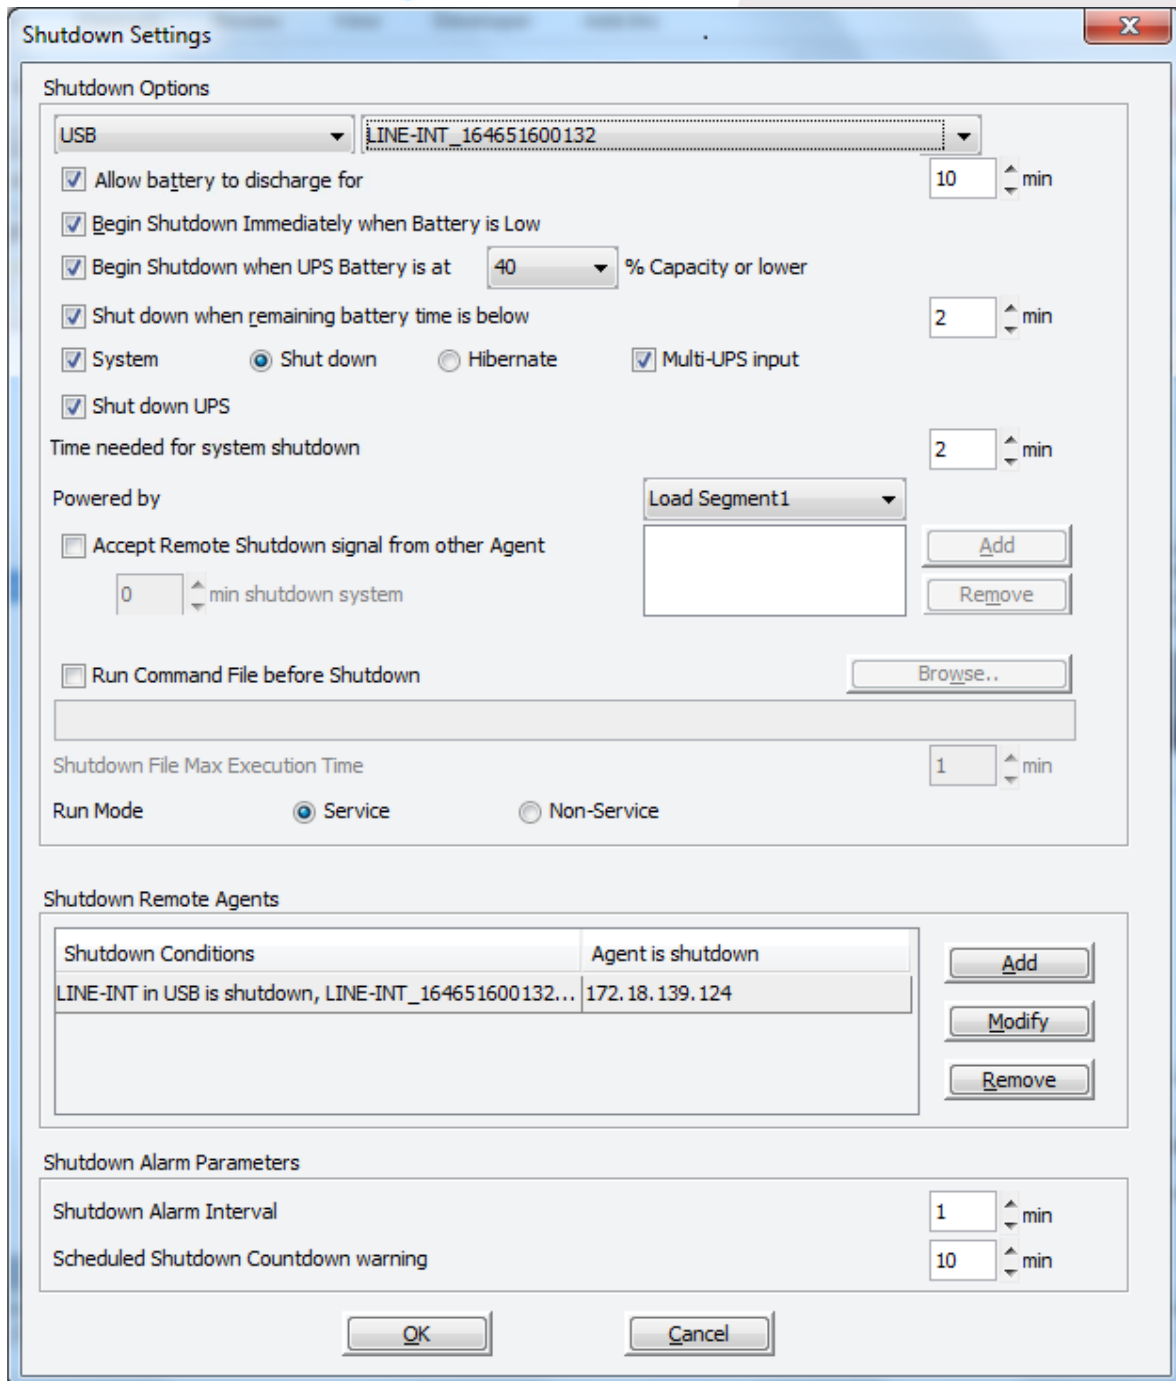 Shutdown Settings
Shutdown Options
USB LINE-INT_164651600132
Allow battery to discharge for 10 min
Begin Shutdown Immediately when Battery is Low
Begin Shutdown when UPS Battery is at 40 % Capacity or lower
Shut down when remaining battery time is below 2 min
System Shut down Hibernate Multi-UPS input
Shut down UPS
Time needed for system shutdown 2 min
Powered by Load Segment1
Accept Remote Shutdown signal from other Agent Add
0 min shutdown system Remove
Run Command File before Shutdown Browse..
Shutdown File Max Execution Time 1 min
Run Mode Service Non-Service
Shutdown Remote Agents
Shutdown Conditions Agent is shutdown
LINE-INT in USB is shutdown, LINE-INT_164651600132... 172.18.139.124
Add
Modify
Remove
Shutdown Alarm Parameters
Shutdown Alarm Interval 1 min
Scheduled Shutdown Countdown warning 10 min
OK Cancel